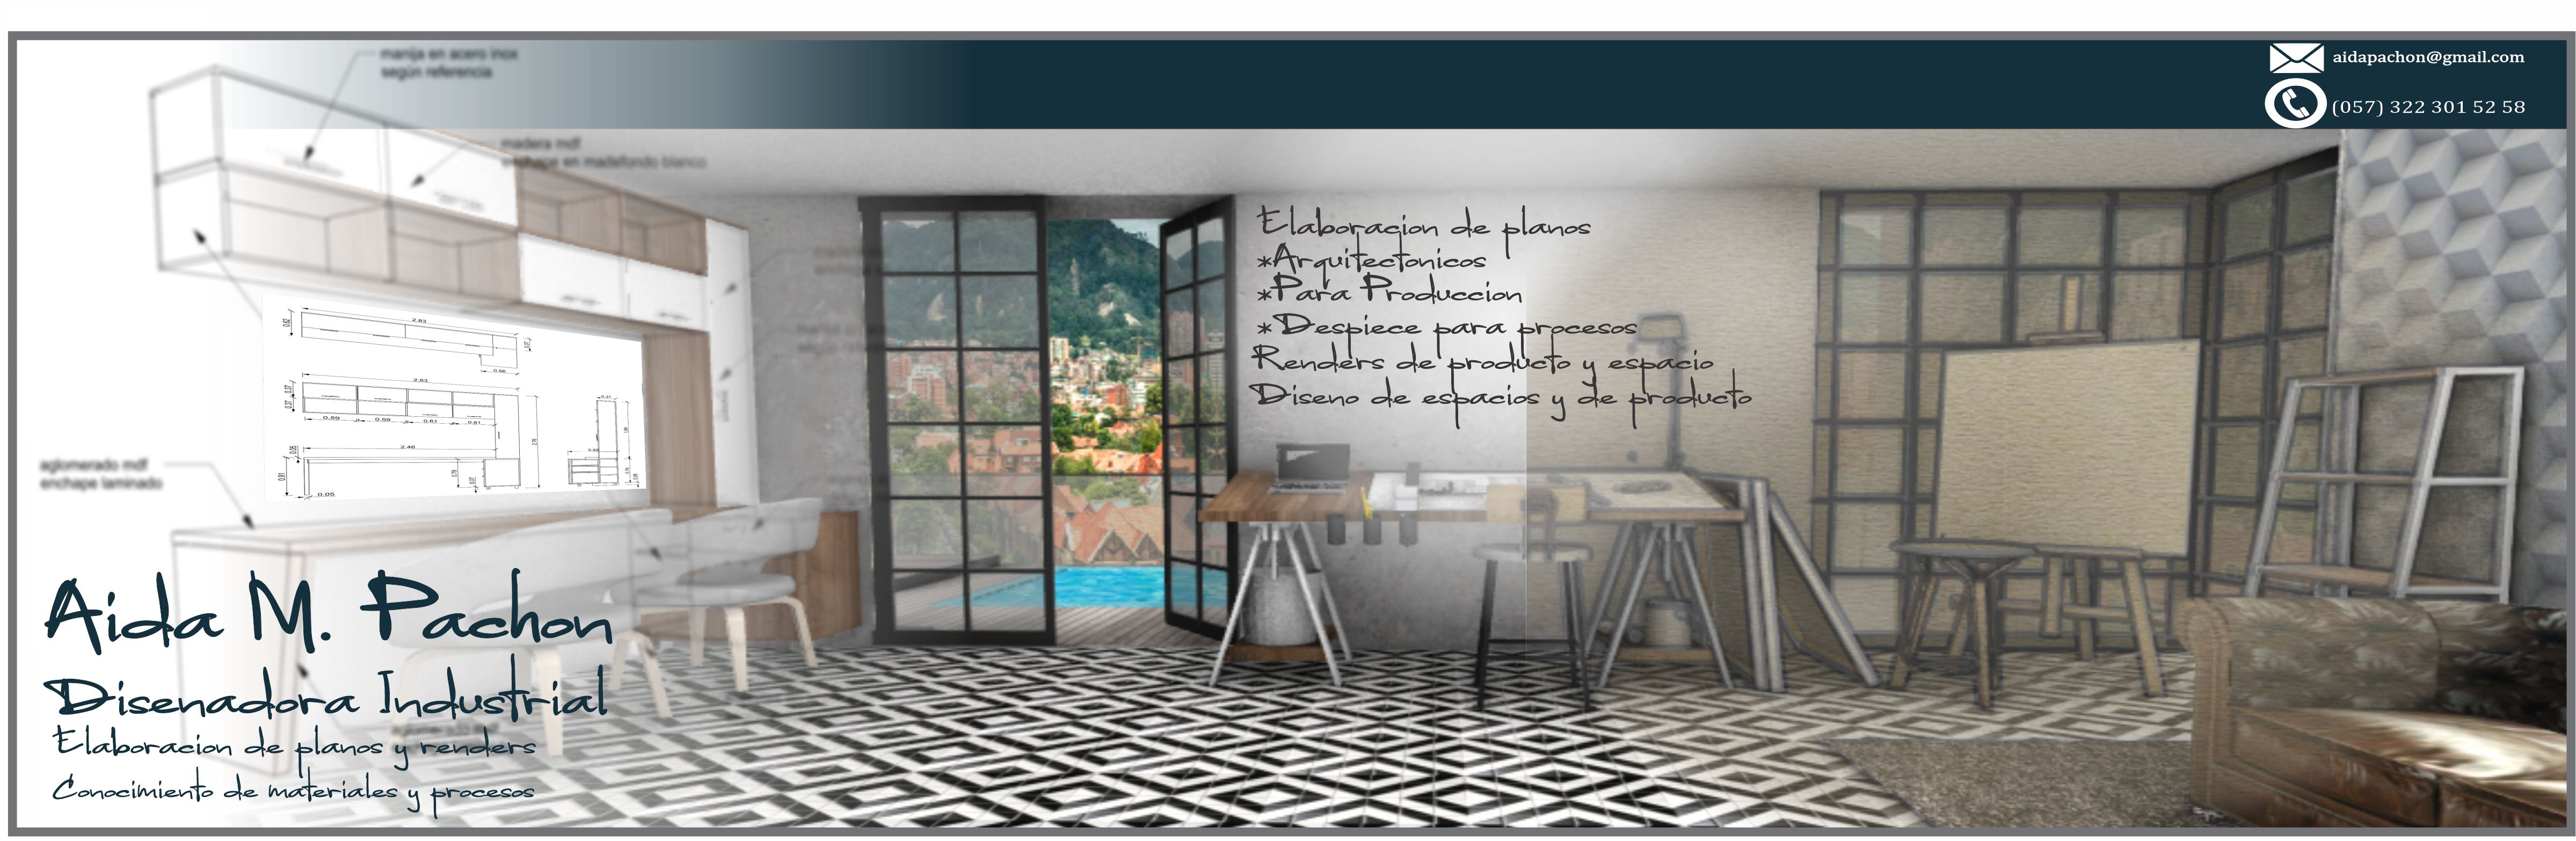 manija en acero inox
según referencia
aidapachon@gmail.com
(057) 322 301 52 58
madera mdf
enchape en madefondo blanco
Elaboracion de planos
*Arquitectonicos
*Para Produccion
*Despiece para procesos
Renders de producto y espacio
Diseno de espacios y de producto
2.83
0.56
2.83
0.59 0.59 0.61 0.61
2.46
0.05
aglomerado mdf
enchape laminado
Aida M. Pachon
Disenadora Industrial
Elaboracion de planos y renders
Conocimiento de materiales y procesos